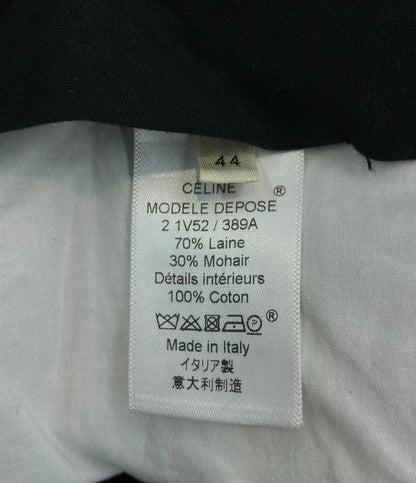 44
CÉLINE ®
MODELE DEPOSE
2 1V52 / 389A
70% Laine
30% Mohair
Détails intérieurs
100% Coton
P ®
Made in Italy
イタリア製
意大利制造